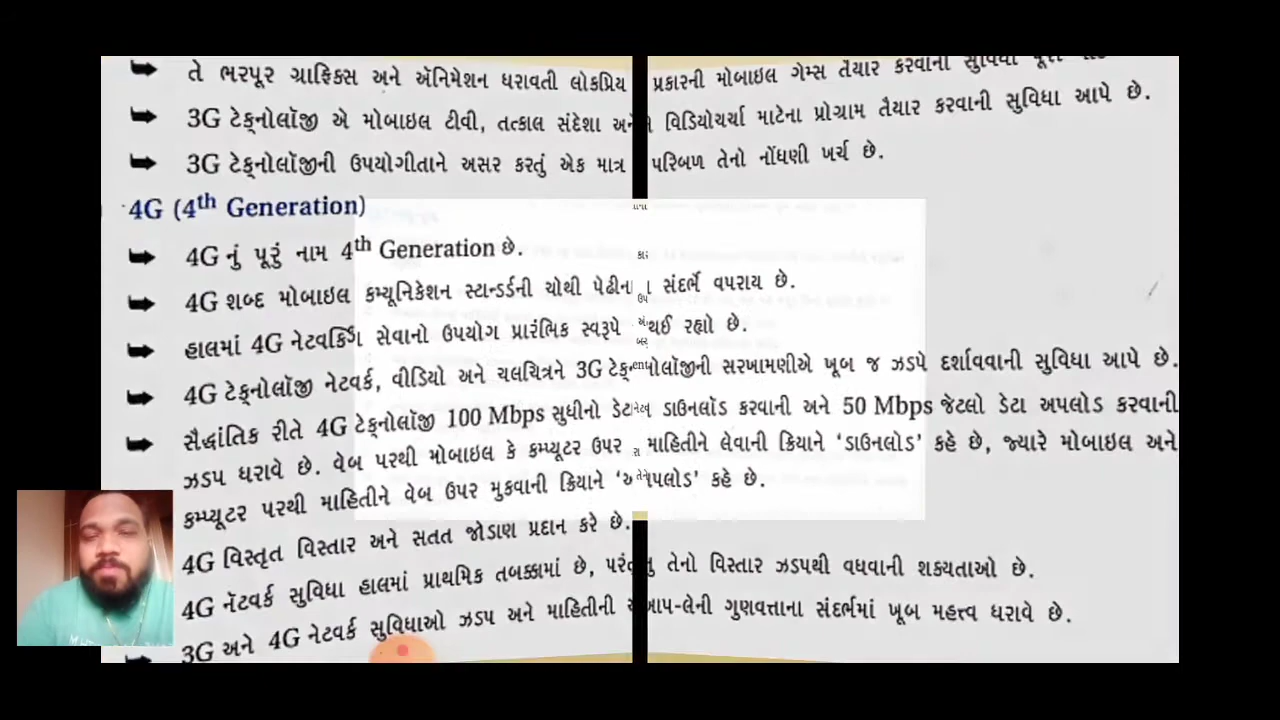 તે ભરપૂર ગ્રાફિક્સ અને ઍનિમેશન ધરાવતી લોકપ્રિય પ્રકારની મોબાઇલ ગેમ્સ તૈયાર કરવાની સુવિધા
3G ટેક્નોલૉજી એ મોબાઇલ ટીવી, તત્કાલ સંદેશા અને વિડિયોચર્ચા માટેના પ્રોગ્રામ તૈયાર કરવાની સુવિધા આપે છે.
3G ટેક્નોલૉજીની ઉપયોગીતાને અસર કરતું એક માત્ર પરિબળ તેનો નોંધણી ખર્ચ છે.
4G (4th Generation)
4G નું પૂરું નામ 4th Generation છે.
4G શબ્દ મોબાઇલ કમ્યૂનિકેશન સ્ટાન્ડર્ડની ચોથી પેઢીના સંદર્ભે વપરાય છે.
હાલમાં 4G નેટવર્કિંગ સેવાનો ઉપયોગ પ્રારંભિક સ્વરૂપે થઈ રહ્યો છે.
4G ટેક્નોલૉજી નેટવર્ક, વીડિયો અને ચલચિત્રને 3G ટેક્નોલૉજીની સરખામણીએ ખૂબ જ ઝડપે દર્શાવવાની સુવિધા આપે છે.
સૈદ્ધાંતિક રીતે 4G ટેક્નોલૉજી 100 Mbps સુધીનો ડેટા ડાઉનલૉડ કરવાની અને 50 Mbps જેટલો ડેટા અપલોડ કરવાની
ઝડપ ધરાવે છે. વેબ પરથી મોબાઇલ કે કમ્પ્યૂટર ઉપર માહિતીને લેવાની ક્રિયાને ‘ડાઉનલોડ’ કહે છે, જ્યારે મોબાઇલ અને
કમ્પ્યૂટર પરથી માહિતીને વેબ ઉપર મુકવાની ક્રિયાને ‘અપલોડ’ કહે છે.
4G વિસ્તૃત વિસ્તાર અને સતત જોડાણ પ્રદાન કરે છે.
4G નૅટવર્ક સુવિધા હાલમાં પ્રાથમિક તબક્કામાં છે, પરંતુ તેનો વિસ્તાર ઝડપથી વધવાની શક્યતાઓ છે.
3G અને 4G નેટવર્ક સુવિધાઓ ઝડપ અને માહિતીની આપ-લેની ગુણવત્તાના સંદર્ભમાં ખૂબ મહત્ત્વ ધરાવે છે.